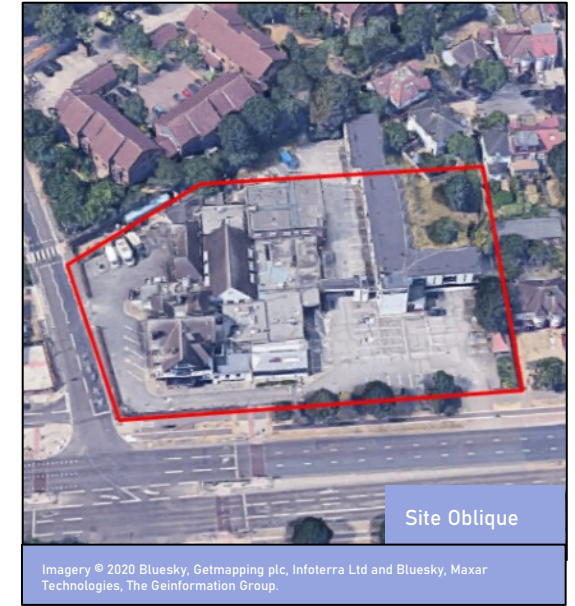 Site Oblique
Imagery © 2020 Bluesky, Getmapping plc, Infoterra Ltd and Bluesky, Maxar
Technologies, The Geinformation Group.